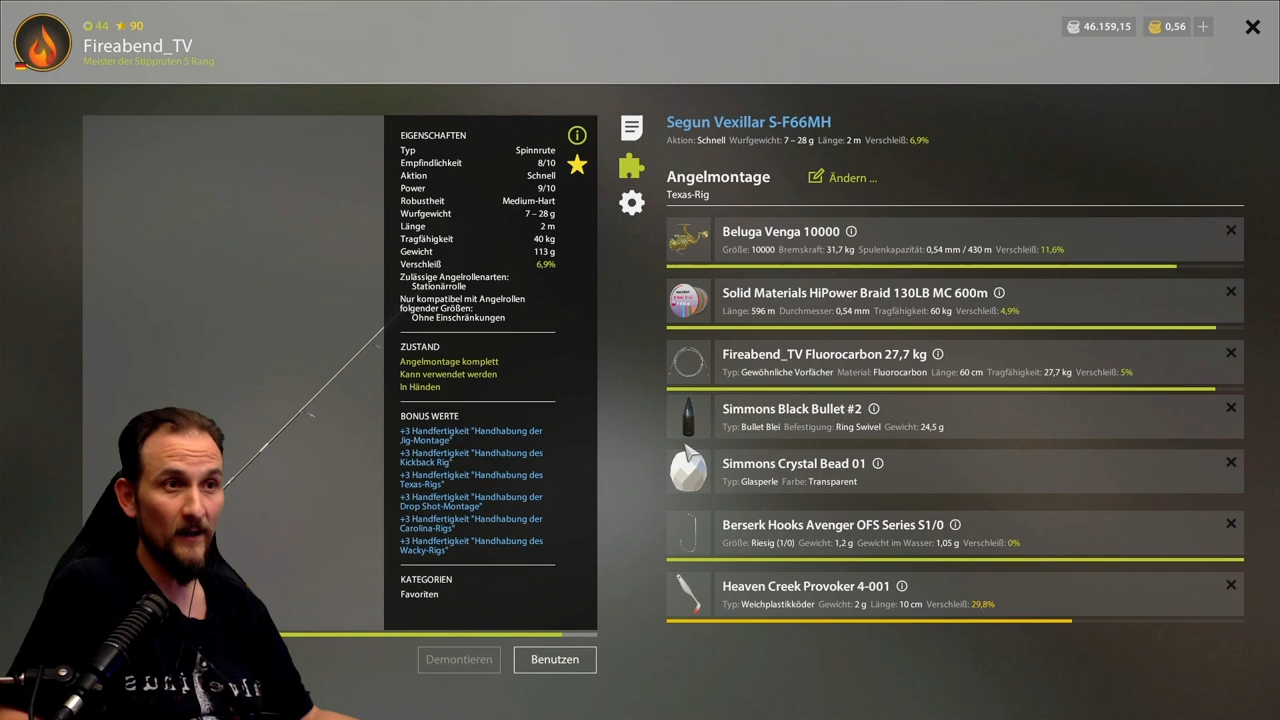 44 90
Fireabend_TV
Meister der Stippruten 5 Rang
46.159,15
0,56
EIGENSCHAFTEN
Typ Spinnrute
Empfindlichkeit 8/10
Aktion Schnell
Power 9/10
Robustheit Medium-Hart
Wurfgewicht 7 – 28 g
Länge 2 m
Tragfähigkeit 40 kg
Gewicht 113 g
Verschleiß 6,9%
Zulässige Angelrollenarten:
Stationärrolle
Nur kompatibel mit Angelrollen
folgender Größen:
Ohne Einschränkungen
ZUSTAND
Angelmontage komplett
Kann verwendet werden
In Händen
BONUS WERTE
+3 Handfertigkeit "Handhabung der
Jig-Montage"
+3 Handfertigkeit "Handhabung des
Kickback Rig"
+3 Handfertigkeit "Handhabung des
Texas-Rigs"
+3 Handfertigkeit "Handhabung der
Drop Shot-Montage"
+3 Handfertigkeit "Handhabung der
Carolina-Rigs"
+3 Handfertigkeit "Handhabung des
Wacky-Rigs"
KATEGORIEN
Favoriten
Demontieren
Benutzen
Segun Vexillar S-F66MH
Aktion: Schnell Wurfgewicht: 7 – 28 g Länge: 2 m Verschleiß: 6,9%
Angelmontage
Ändern ...
Texas-Rig
Beluga Venga 10000
Größe: 10000 Bremskraft: 31,7 kg Spulenkapazität: 0,54 mm / 430 m Verschleiß: 11,6%
Solid Materials HiPower Braid 130LB MC 600m
Länge: 596 m Durchmesser: 0,54 mm Tragfähigkeit: 60 kg Verschleiß: 4,9%
Fireabend_TV Fluorocarbon 27,7 kg
Typ: Gewöhnliche Vorfächer Material: Fluorocarbon Länge: 60 cm Tragfähigkeit: 27,7 kg Verschleiß: 5%
Simmons Black Bullet #2
Typ: Bullet Blei Befestigung: Ring Swivel Gewicht: 24,5 g
Simmons Crystal Bead 01
Typ: Glasperle Farbe: Transparent
Berserk Hooks Avenger OFS Series S1/0
Größe: Riesig (1/0) Gewicht: 1,2 g Gewicht im Wasser: 1,05 g Verschleiß: 0%
Heaven Creek Provoker 4-001
Typ: Weichplastikköder Gewicht: 2 g Länge: 10 cm Verschleiß: 29,8%